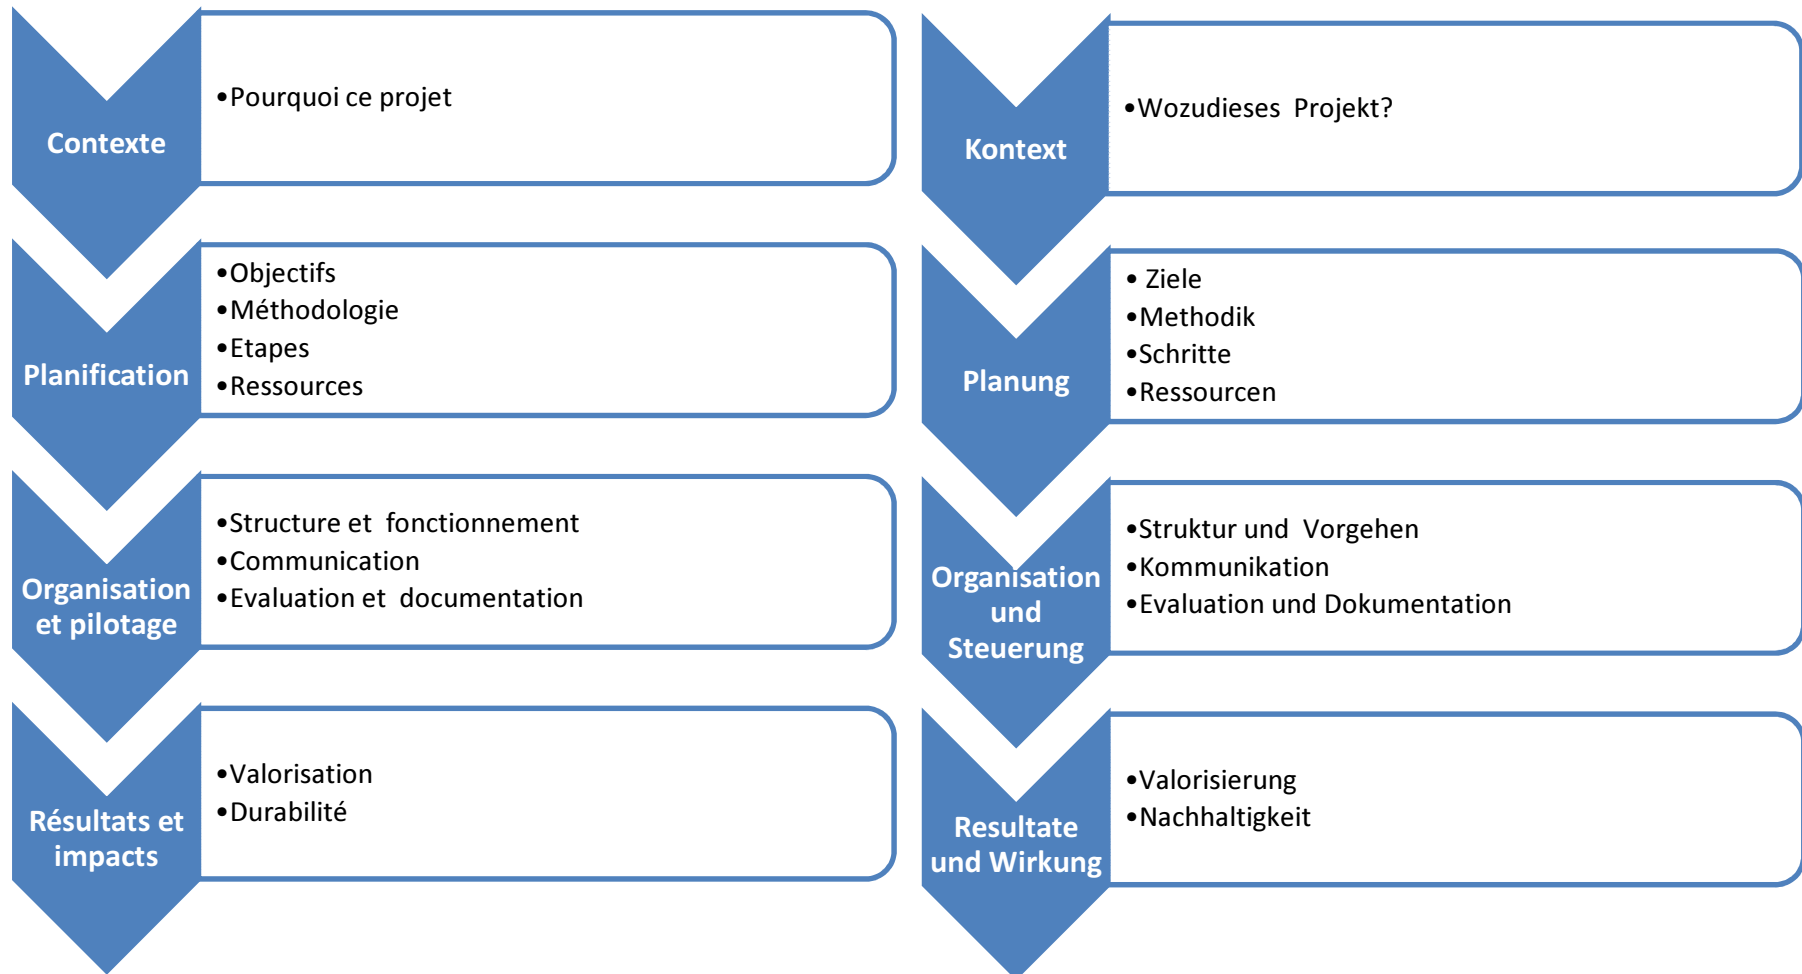 Contexte
•Pourquoi ce projet
Planification
•Objectifs
•Méthodologie
•Etapes
•Ressources
Organisation
et pilotage
•Structure et fonctionnement
•Communication
•Evaluation et documentation
Résultats et
impacts
•Valorisation
•Durabilité
Kontext
•Wozudieses Projekt?
Planung
• Ziele
•Methodik
•Schritte
•Ressourcen
Organisation
und
Steuerung
•Struktur und Vorgehen
•Kommunikation
•Evaluation und Dokumentation
Resultate
und Wirkung
•Valorisierung
•Nachhaltigkeit